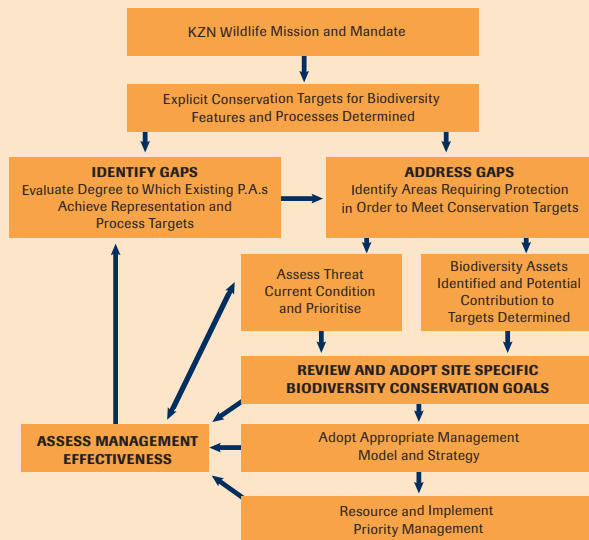 KZN Wildlife Mission and Mandate
Explicit Conservation Targets for Biodiversity
Features and Processes Determined
IDENTIFY GAPS
Evaluate Degree to Which Existing P.A.s
Achieve Representation and
Process Targets
ADDRESS GAPS
Identify Areas Requiring Protection
in Order to Meet Conservation Targets
Assess Threat
Current Condition
and Prioritise
Biodiversity Assets
Identified and Potential
Contribution to
Targets Determined
REVIEW AND ADOPT SITE SPECIFIC
BIODIVERSITY CONSERVATION GOALS
ASSESS MANAGEMENT
EFFECTIVENESS
Adopt Appropriate Management
Model and Strategy
Resource and Implement
Priority Management